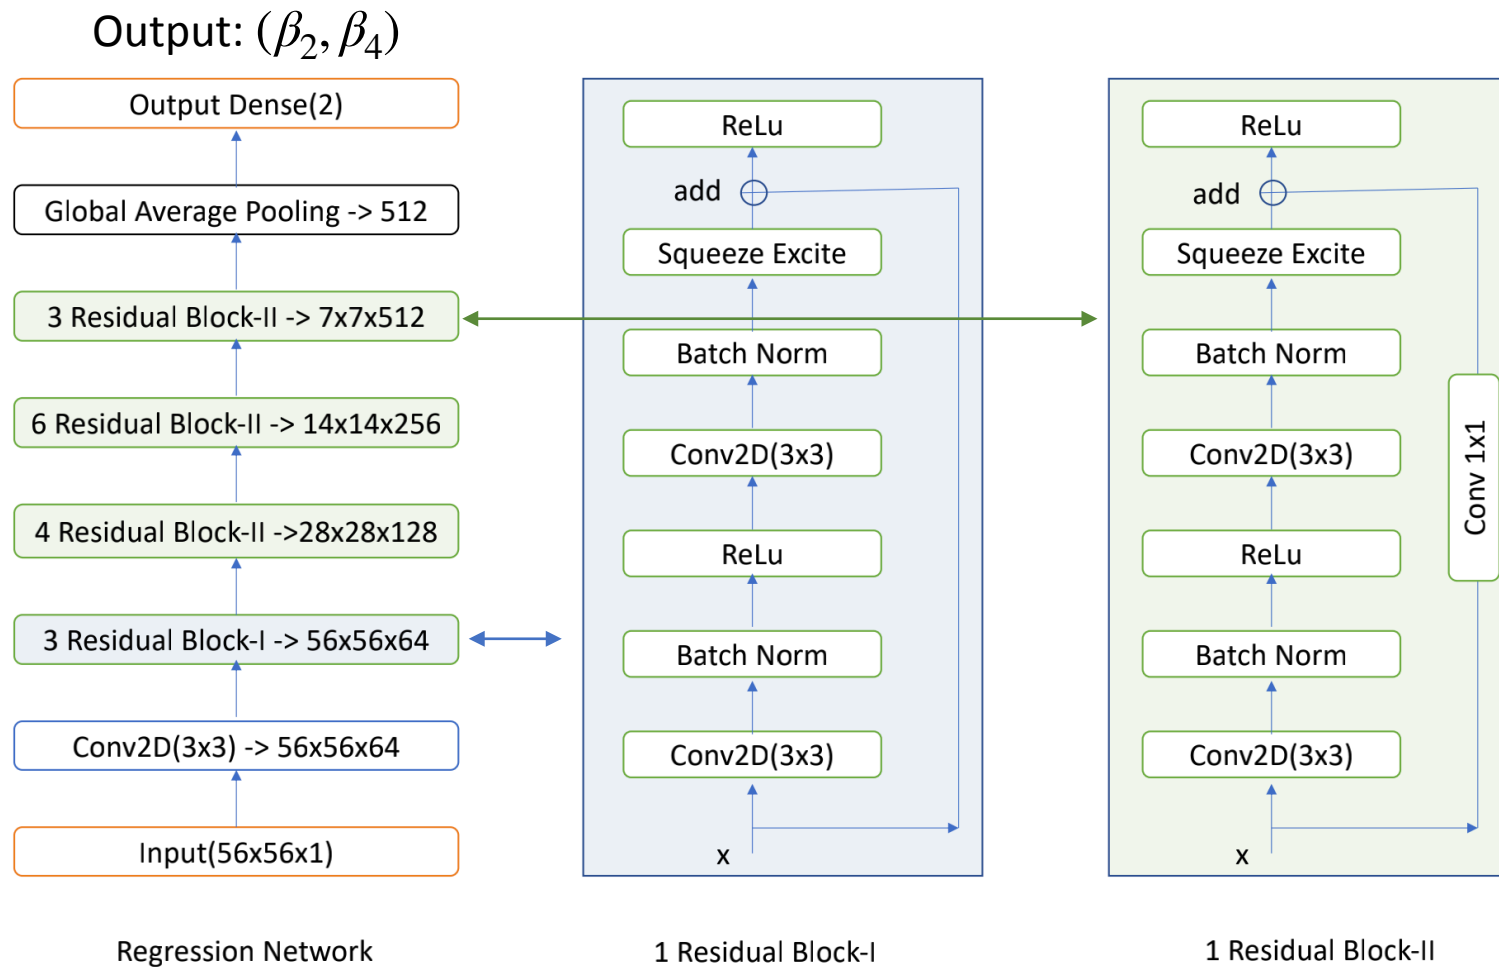 Output: (β₂, β₄)
Output Dense(2)
Global Average Pooling -> 512
3 Residual Block-II -> 7x7x512
6 Residual Block-II -> 14x14x256
4 Residual Block-II ->28x28x128
3 Residual Block-I -> 56x56x64
Conv2D(3x3) -> 56x56x64
Input(56x56x1)
Regression Network
ReLu
add
Squeeze Excite
Batch Norm
Conv2D(3x3)
ReLu
Batch Norm
Conv2D(3x3)
x
1 Residual Block-I
ReLu
add
Squeeze Excite
Batch Norm
Conv2D(3x3)
ReLu
Batch Norm
Conv2D(3x3)
x
Conv 1x1
1 Residual Block-II